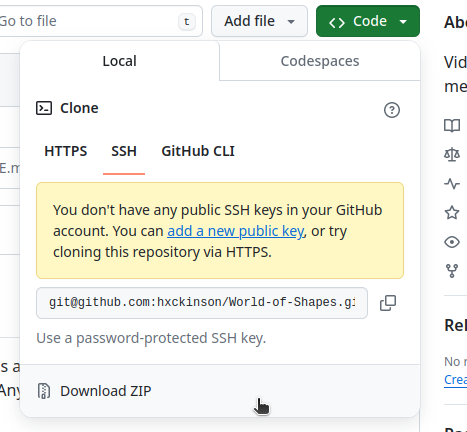 Go to file
t
Add file
<> Code
Abo
Local
Codespaces
Vid
me
Clone
HTTPS
SSH
GitHub CLI
E.m
You don't have any public SSH keys in your GitHub
account. You can add a new public key, or try
cloning this repository via HTTPS.
git@github.com:hxckinson/World-of-Shapes.gi
Use a password-protected SSH key.
Rel
No r
Crea
s a
Any
Download ZIP